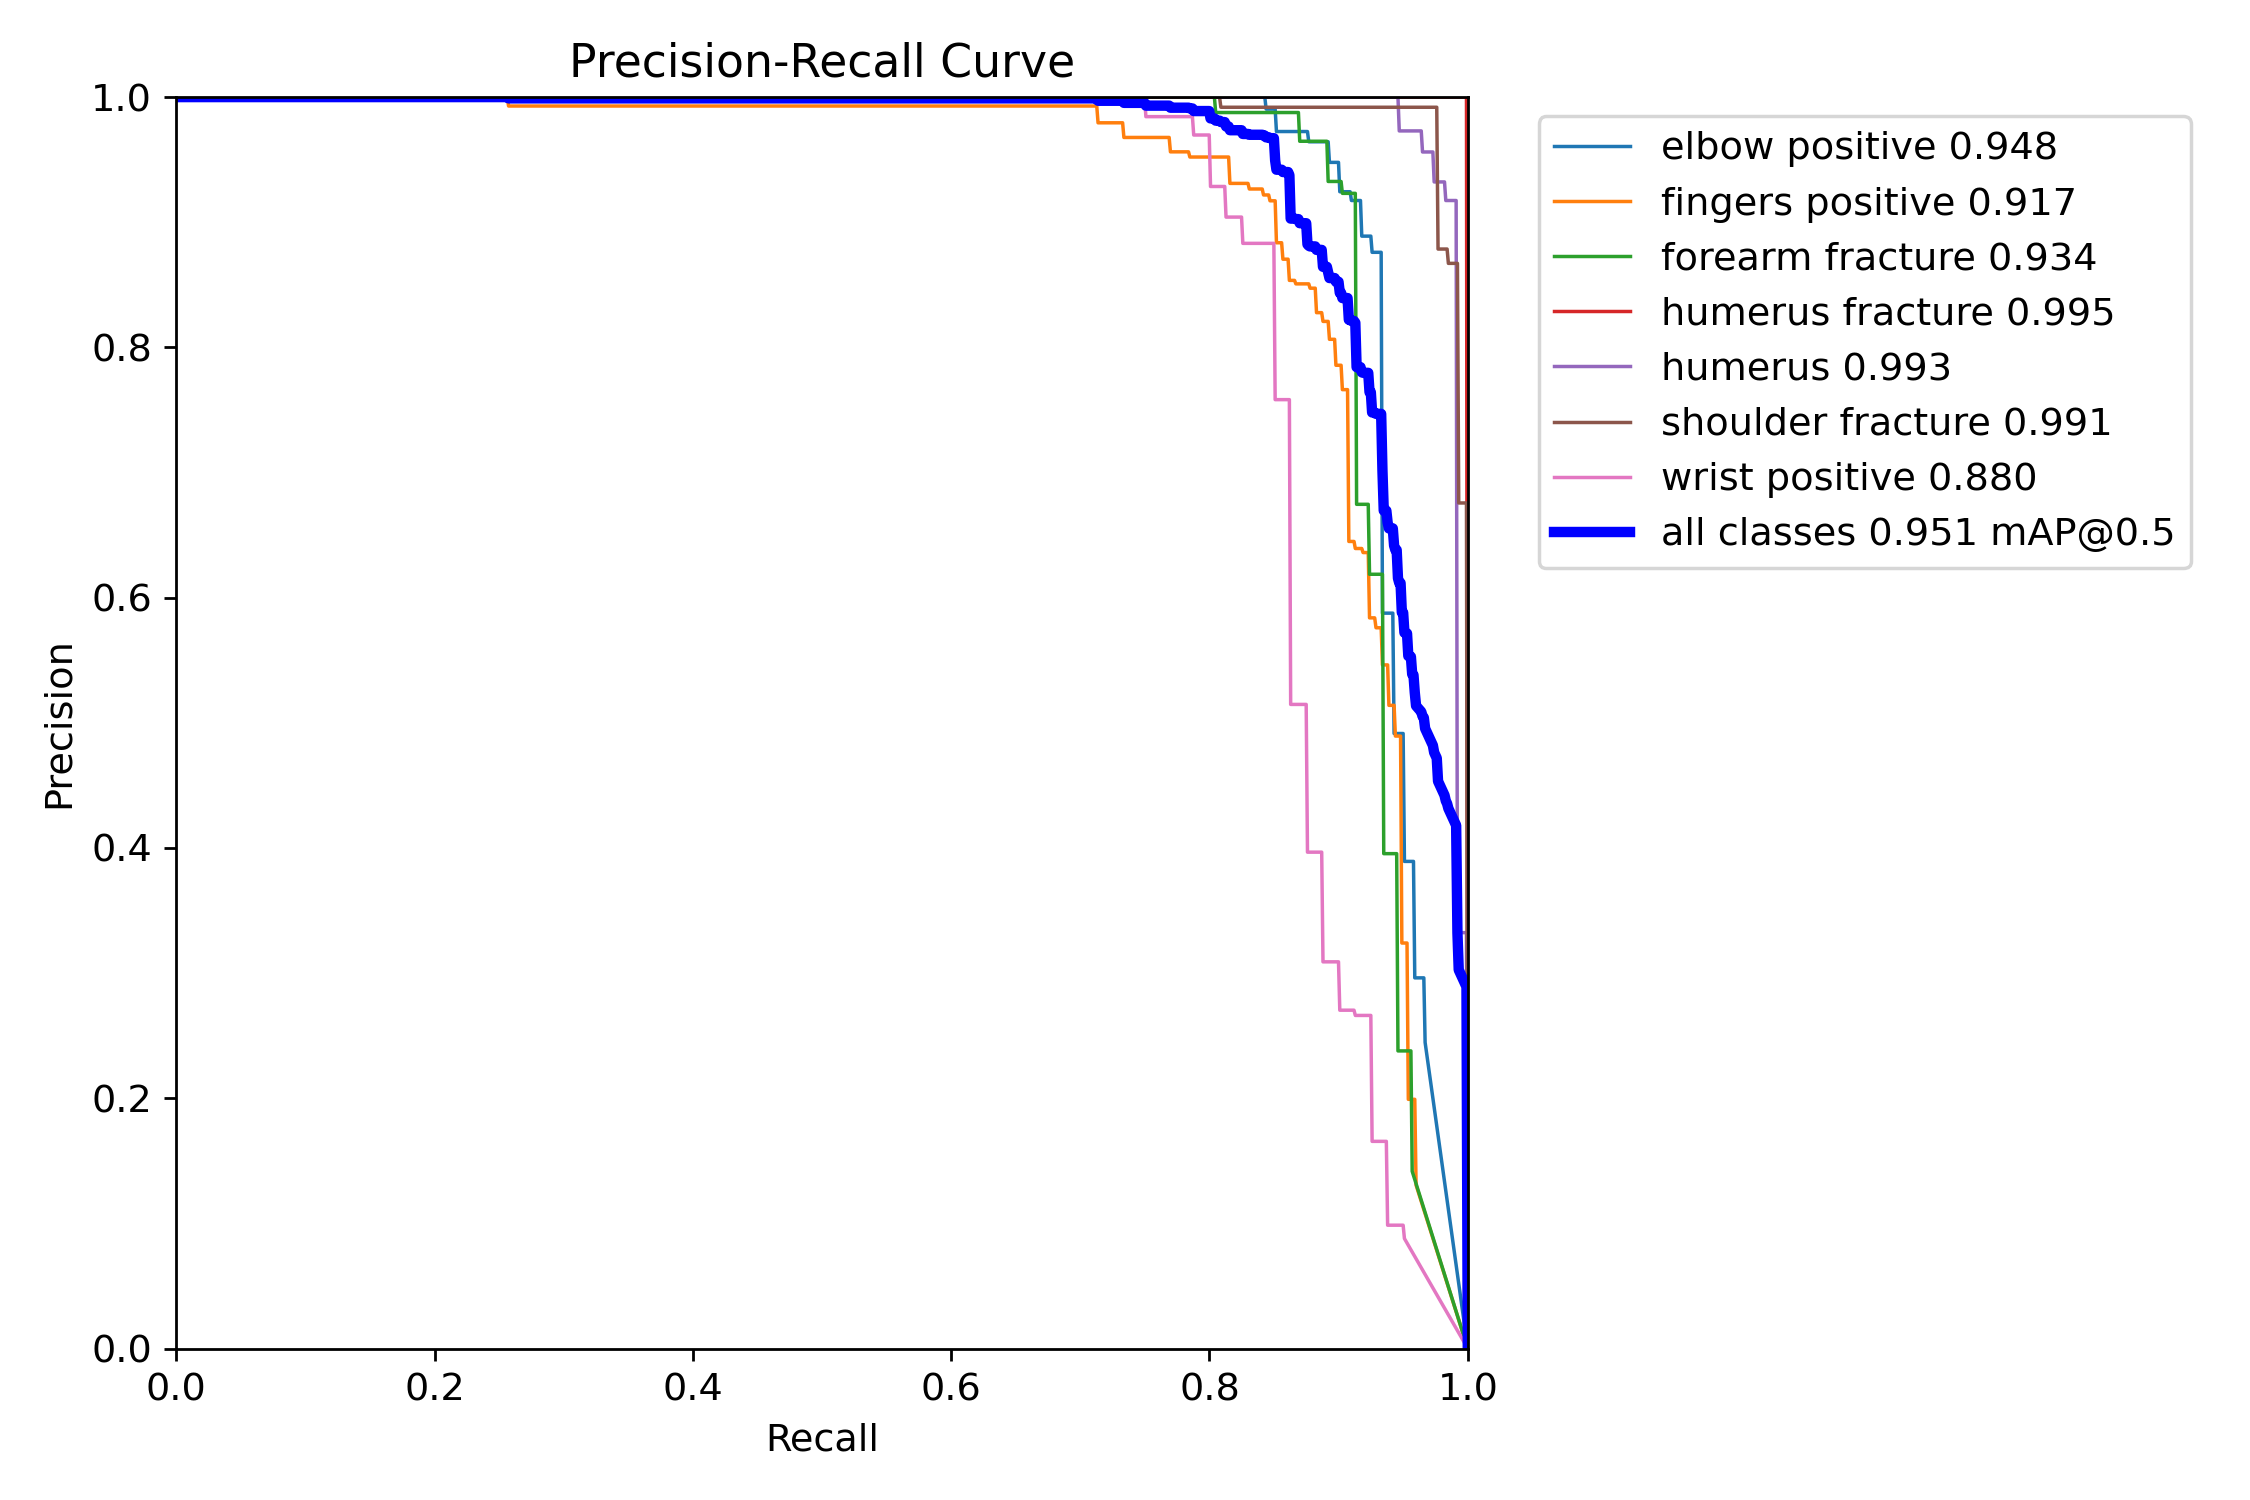 Precision-Recall Curve
1.0
0.8
0.6
0.4
0.2
0.0
Precision
0.0 0.2 0.4 0.6 0.8 1.0
Recall
elbow positive 0.948
fingers positive 0.917
forearm fracture 0.934
humerus fracture 0.995
humerus 0.993
shoulder fracture 0.991
wrist positive 0.880
all classes 0.951 mAP@0.5